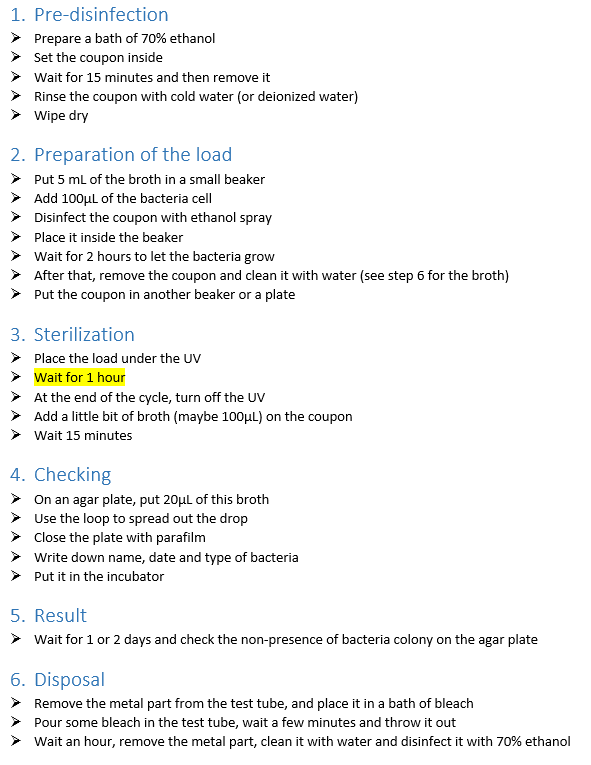 1. Pre-disinfection
➤ Prepare a bath of 70% ethanol
➤ Set the coupon inside
➤ Wait for 15 minutes and then remove it
➤ Rinse the coupon with cold water (or deionized water)
➤ Wipe dry
2. Preparation of the load
➤ Put 5 mL of the broth in a small beaker
➤ Add 100µL of the bacteria cell
➤ Disinfect the coupon with ethanol spray
➤ Place it inside the beaker
➤ Wait for 2 hours to let the bacteria grow
➤ After that, remove the coupon and clean it with water (see step 6 for the broth)
➤ Put the coupon in another beaker or a plate
3. Sterilization
➤ Place the load under the UV
➤ Wait for 1 hour
➤ At the end of the cycle, turn off the UV
➤ Add a little bit of broth (maybe 100µL) on the coupon
➤ Wait 15 minutes
4. Checking
➤ On an agar plate, put 20µL of this broth
➤ Use the loop to spread out the drop
➤ Close the plate with parafilm
➤ Write down name, date and type of bacteria
➤ Put it in the incubator
5. Result
➤ Wait for 1 or 2 days and check the non-presence of bacteria colony on the agar plate
6. Disposal
➤ Remove the metal part from the test tube, and place it in a bath of bleach
➤ Pour some bleach in the test tube, wait a few minutes and throw it out
➤ Wait an hour, remove the metal part, clean it with water and disinfect it with 70% ethanol